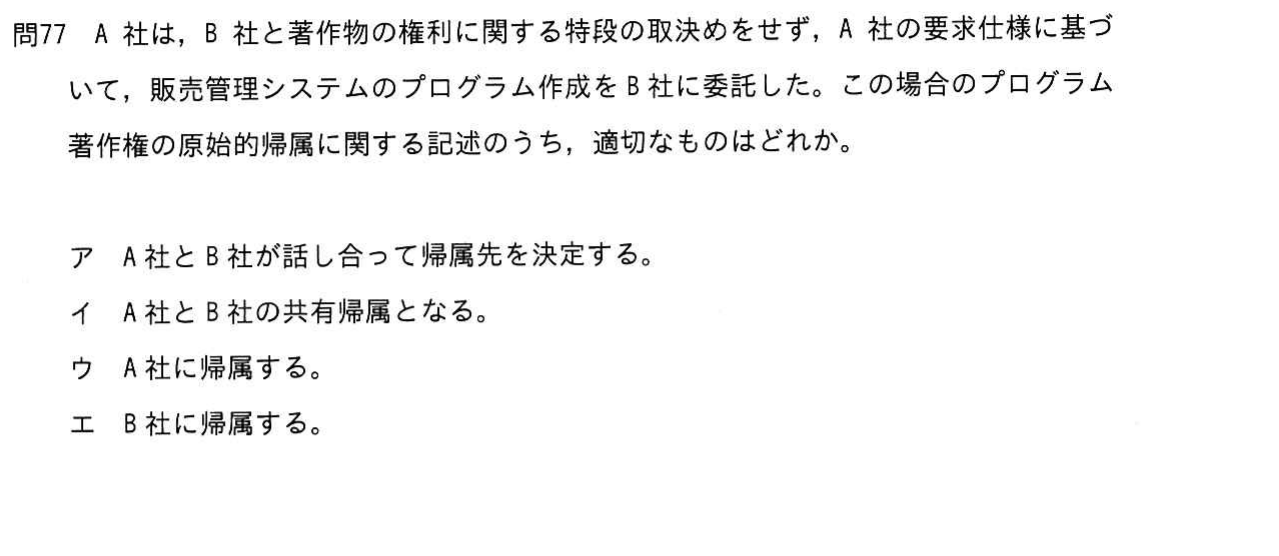 問77 A 社は，B 社と著作物の権利に関する特段の取決めをせず，A 社の要求仕様に基づ
いて，販売管理システムのプログラム作成を B 社に委託した。この場合のプログラム
著作権の原始的帰属に関する記述のうち，適切なものはどれか。
ア A 社と B 社が話し合って帰属先を決定する。
イ A 社と B 社の共有帰属となる。
ウ A 社に帰属する。
エ B 社に帰属する。